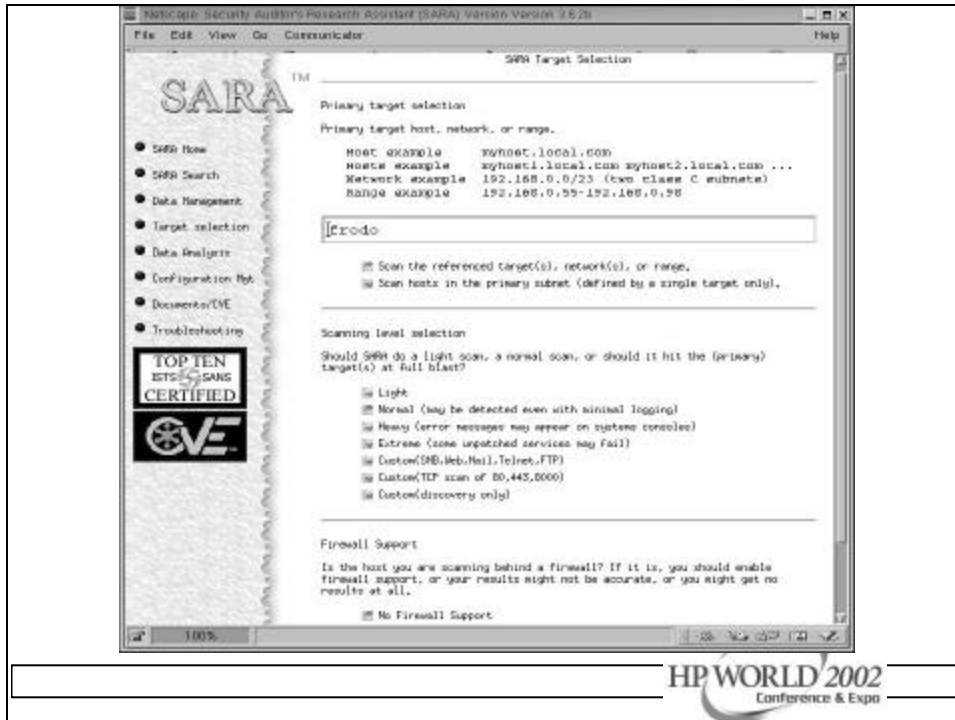 Netscape: Security Auditor's Research Assistant (SARA) Version Version 3.6.2b
File Edit View Go Communicator Help
SARA Target Selection
SARA TM
Primary target selection
Primary target host, network, or range.
Host example myhost.local.com
Hosts example myhost1.local.com myhost2.local.com ...
Network example 192.168.0.0/23 (two class C subnets)
Range example 192.168.0.55-192.168.0.98
SARA Home
SARA Search
Data Management
Target selection
Data Analysis
Configuration Mgt
Documents/CVE
Troubleshooting
TOP TEN
ISTS SANS
CERTIFIED
CVE
frodo
Scan the referenced target(s), network(s), or range.
Scan hosts in the primary subnet (defined by a single target only).
Scanning level selection
Should SARA do a light scan, a normal scan, or should it hit the (primary)
target(s) at full blast?
Light
Normal (may be detected even with minimal logging)
Heavy (error messages may appear on systems consoles)
Extreme (some unpatched services may fail)
Custom(SMB,Web,Mail,Telnet,FTP)
Custom(TCP scan of 80,443,8000)
Custom(discovery only)
Firewall Support
Is the host you are scanning behind a firewall? If it is, you should enable
firewall support, or your results might not be accurate, or you might get no
results at all.
No Firewall Support
100%
HP WORLD 2002
Conference & Expo